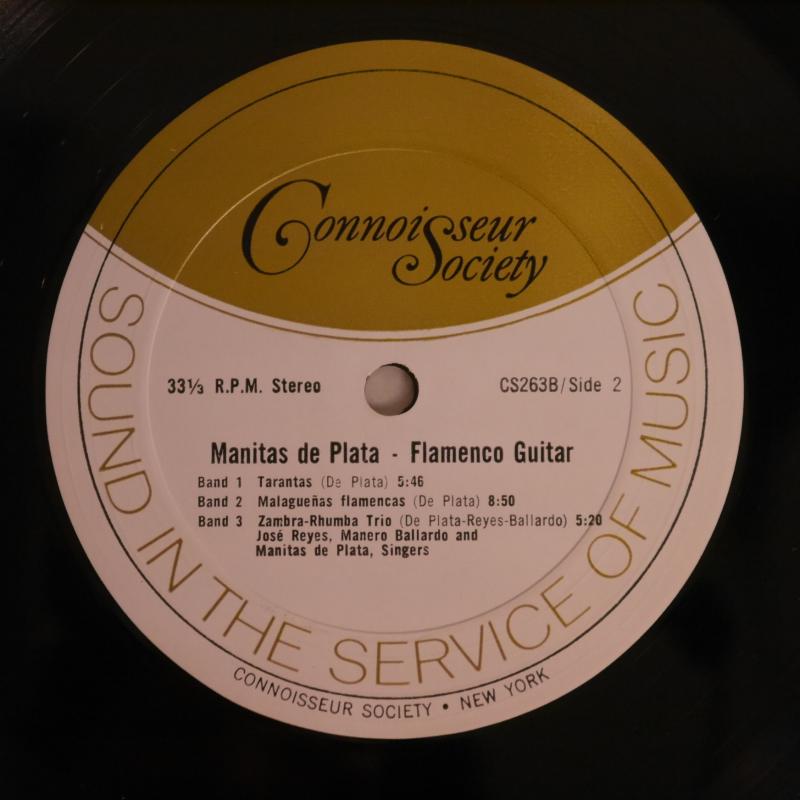 Connoisseur
Society
33⅓ R.P.M. Stereo
CS263B/Side 2
Manitas de Plata - Flamenco Guitar
Band 1 Tarantas (De Plata) 5:46
Band 2 Malagueñas flamencas (De Plata) 8:50
Band 3 Zambra-Rhumba Trio (De Plata-Reyes-Ballardo) 5:20
José Reyes, Manero Ballardo and
Manitas de Plata, Singers
SOUND IN THE SERVICE OF MUSIC
CONNOISSEUR SOCIETY • NEW YORK